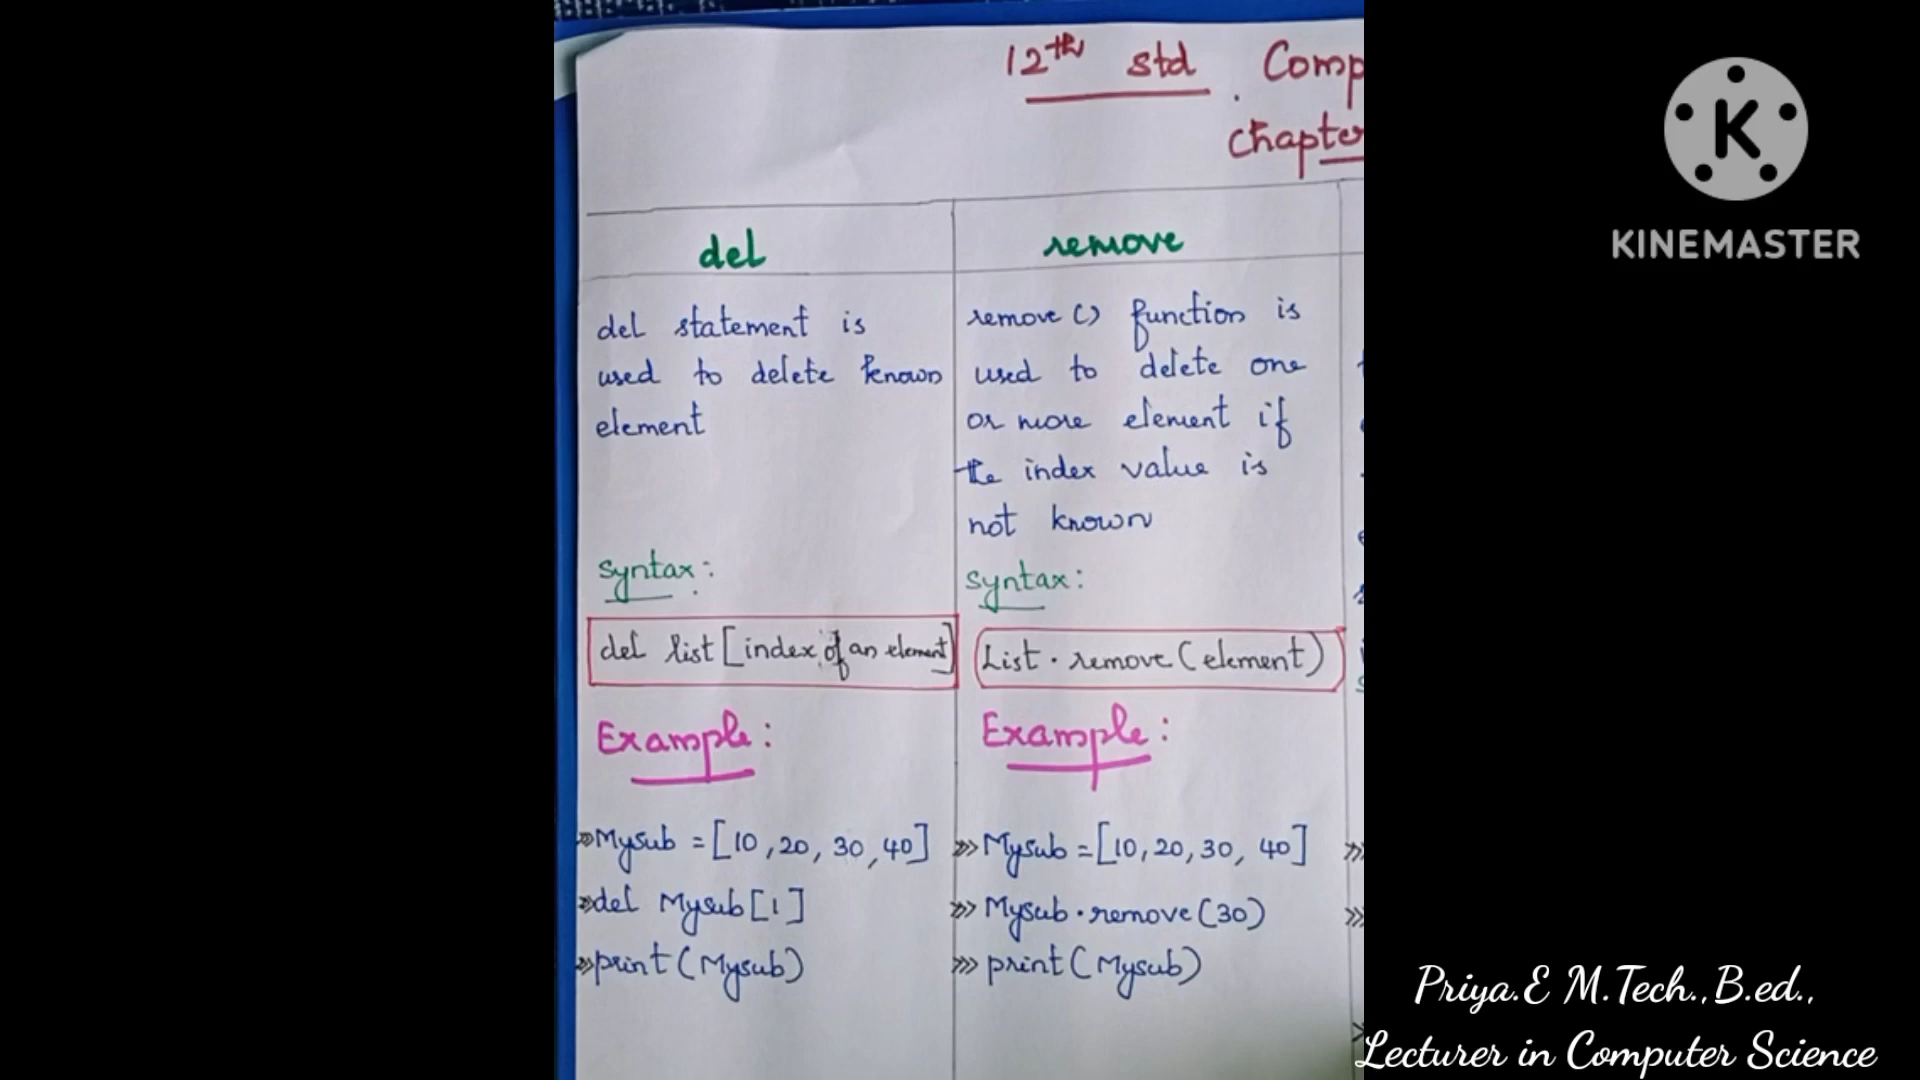 12th std. Comp
Chapter
del
del statement is
used to delete known
element
Syntax:
del list[index of an element]
Example:
>>Mysub = [10, 20, 30, 40]
>>del Mysub[1]
>>print(Mysub)
remove
remove() function is
used to delete one
or more element if
the index value is
not known
Syntax:
List.remove(element)
Example:
>>> Mysub = [10, 20, 30, 40]
>>> Mysub.remove(30)
>>> print(Mysub)
K
KINEMASTER
Priya.E M.Tech.,B.ed.,
Lecturer in Computer Science